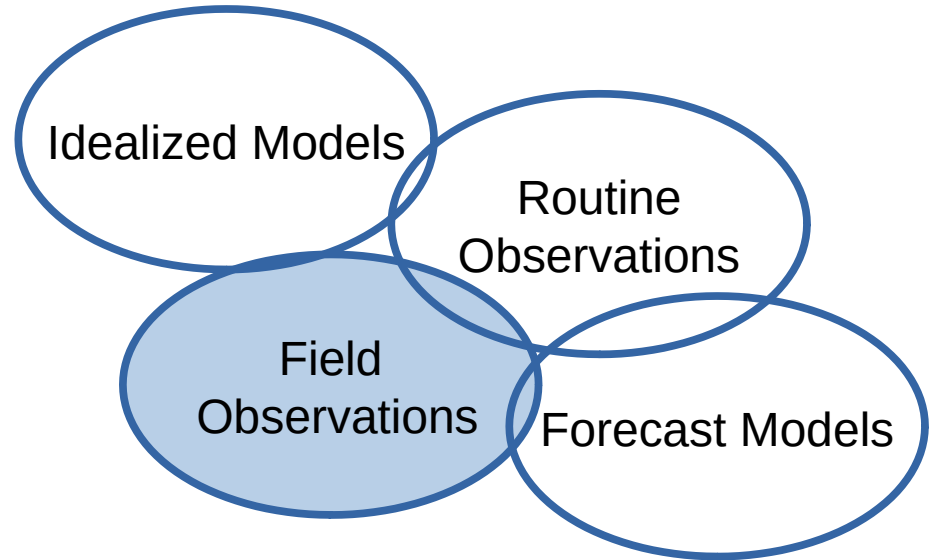 Idealized Models
Routine
Observations
Field
Observations
Forecast Models